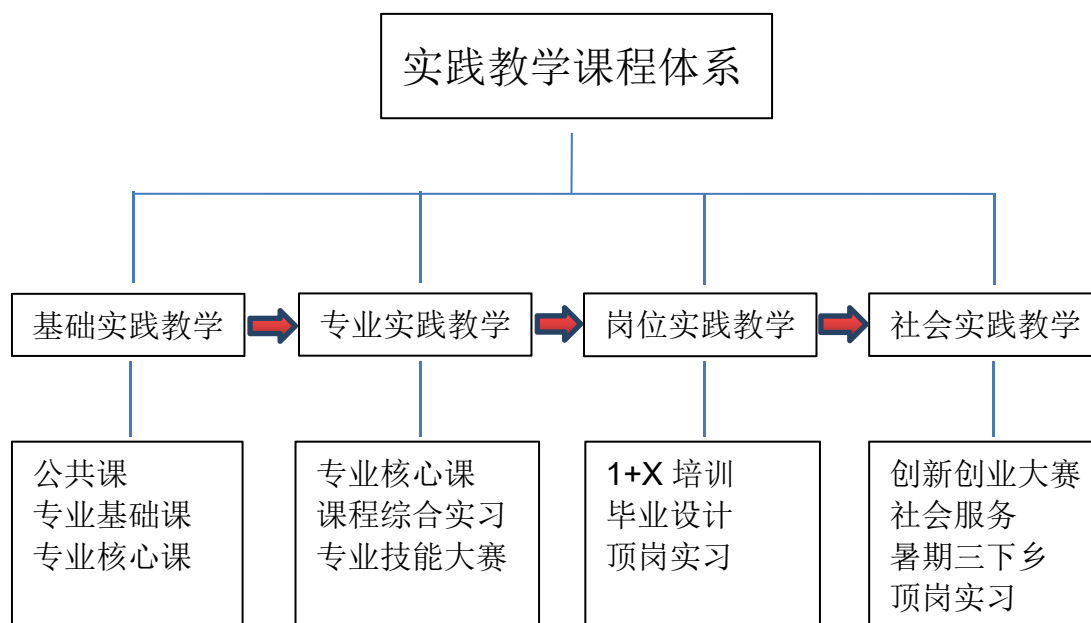 实践教学课程体系
基础实践教学
专业实践教学
岗位实践教学
社会实践教学
公共课
专业基础课
专业核心课
专业核心课
课程综合实习
专业技能大赛
1+X 培训
毕业设计
顶岗实习
创新创业大赛
社会服务
暑期三下乡
顶岗实习